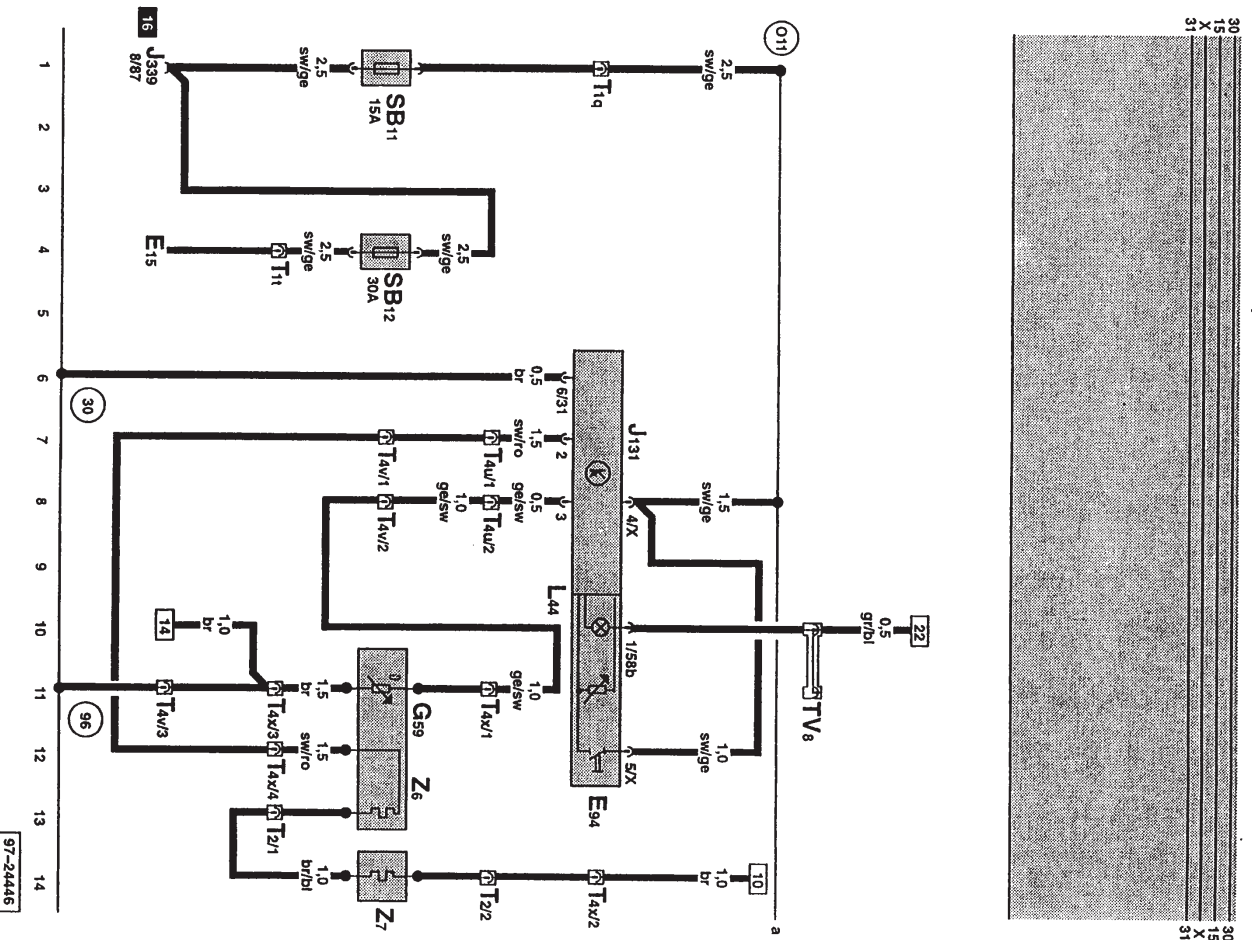 30
15
X
31
30
15
X
31
O11
2,5
sw/ge
T1q
SB11
15A
2,5
sw/ge
16
J339
8/87
2,5
sw/ge
SB12
30A
2,5
sw/ge
T1t
E15
22
0,5
gr/bl
TV8
1,5
sw/ge
1,0
sw/ge
4/X
1/58b
5/X
J131
L44
E94
6/31
2
3
0,5
br
1,5
sw/ro
0,5
ge/sw
T4u/1
T4u/2
1,0
ge/sw
T4v/1
T4v/2
1,0
ge/sw
T4x/1
G59
Z6
1,5
br
1,5
sw/ro
T4x/3
T4x/4
T2/1
1,0
br
14
T4v/3
10
1,0
br
T4x/2
T2/2
Z7
1,0
br/bl
30
96
a
1
2
3
4
5
6
7
8
9
10
11
12
13
14
97-24446